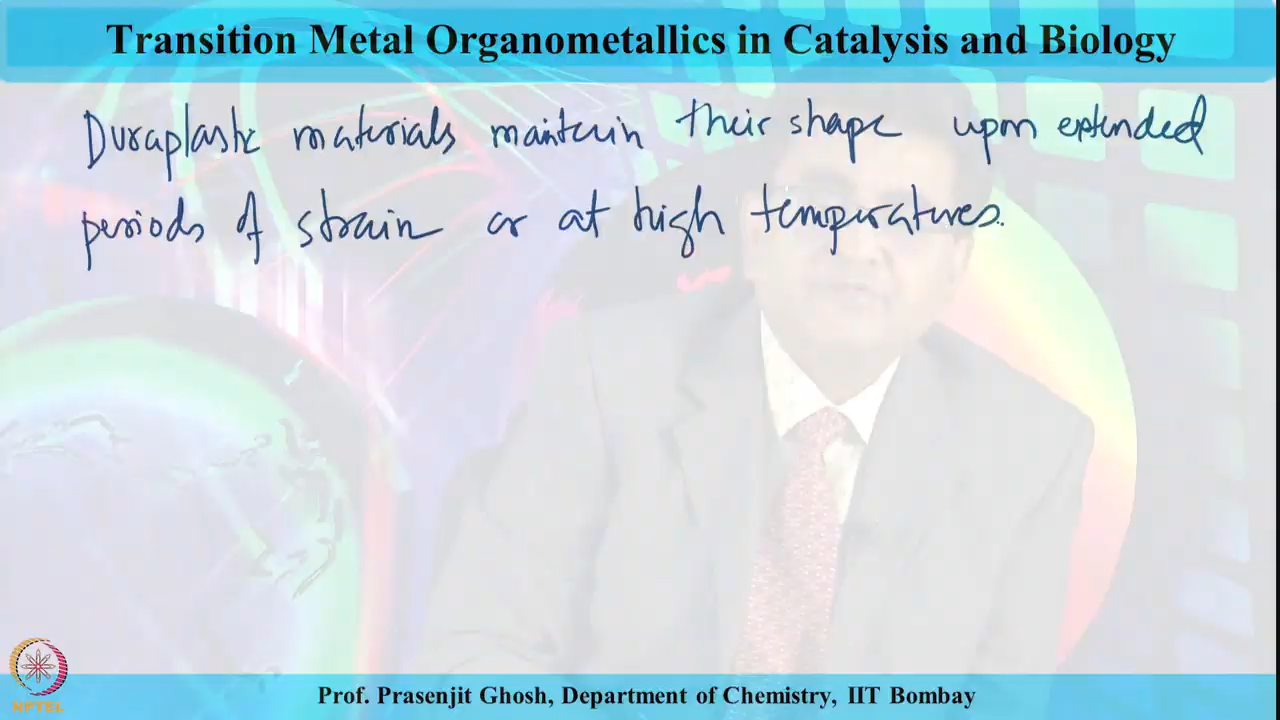 Transition Metal Organometallics in Catalysis and Biology
Duraplastic materials maintain their shape upon extended
periods of strain or at high temperatures.
Prof. Prasenjit Ghosh, Department of Chemistry, IIT Bombay
NPTEL